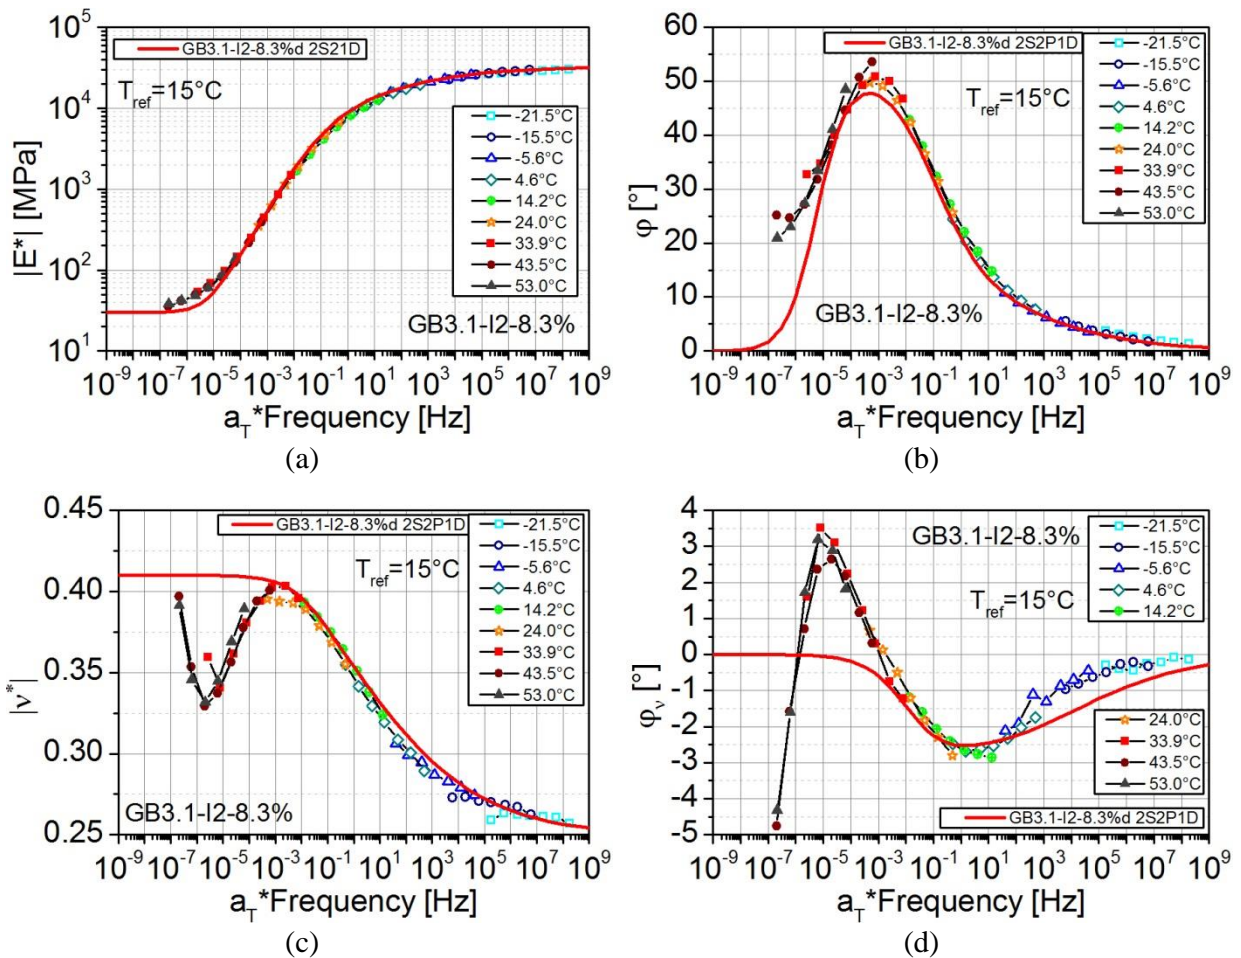 10^5
10^4
10^3
10^2
10^1
|E*| [MPa]
GB3.1-I2-8.3%d 2S21D
T_ref=15°C
-21.5°C
-15.5°C
-5.6°C
4.6°C
14.2°C
24.0°C
33.9°C
43.5°C
53.0°C
GB3.1-I2-8.3%
10^-9 10^-7 10^-5 10^-3 10^-1 10^1 10^3 10^5 10^7 10^9
a_T*Frequency [Hz]
(a)
60
50
40
30
20
10
0
φ [°]
GB3.1-I2-8.3%d 2S2P1D
T_ref=15°C
-21.5°C
-15.5°C
-5.6°C
4.6°C
14.2°C
24.0°C
33.9°C
43.5°C
53.0°C
GB3.1-I2-8.3%
10^-9 10^-7 10^-5 10^-3 10^-1 10^1 10^3 10^5 10^7 10^9
a_T*Frequency [Hz]
(b)
0.45
0.40
0.35
0.30
0.25
|ν*|
GB3.1-I2-8.3%d 2S2P1D
T_ref=15°C
-21.5°C
-15.5°C
-5.6°C
4.6°C
14.2°C
24.0°C
33.9°C
43.5°C
53.0°C
GB3.1-I2-8.3%
10^-9 10^-7 10^-5 10^-3 10^-1 10^1 10^3 10^5 10^7 10^9
a_T*Frequency [Hz]
(c)
4
3
2
1
0
-1
-2
-3
-4
-5
φ_ν [°]
GB3.1-I2-8.3%
T_ref=15°C
-21.5°C
-15.5°C
-5.6°C
4.6°C
14.2°C
24.0°C
33.9°C
43.5°C
53.0°C
GB3.1-I2-8.3%d 2S2P1D
10^-9 10^-7 10^-5 10^-3 10^-1 10^1 10^3 10^5 10^7 10^9
a_T*Frequency [Hz]
(d)